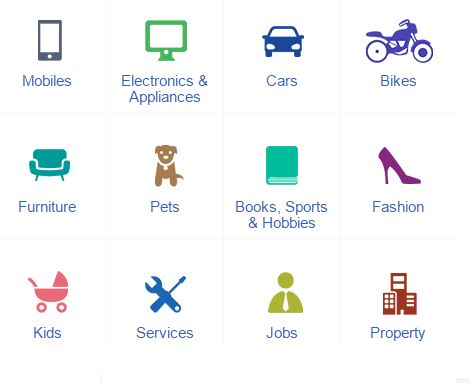 Mobiles
Electronics &
Appliances
Cars
Bikes
Furniture
Pets
Books, Sports
& Hobbies
Fashion
Kids
Services
Jobs
Property